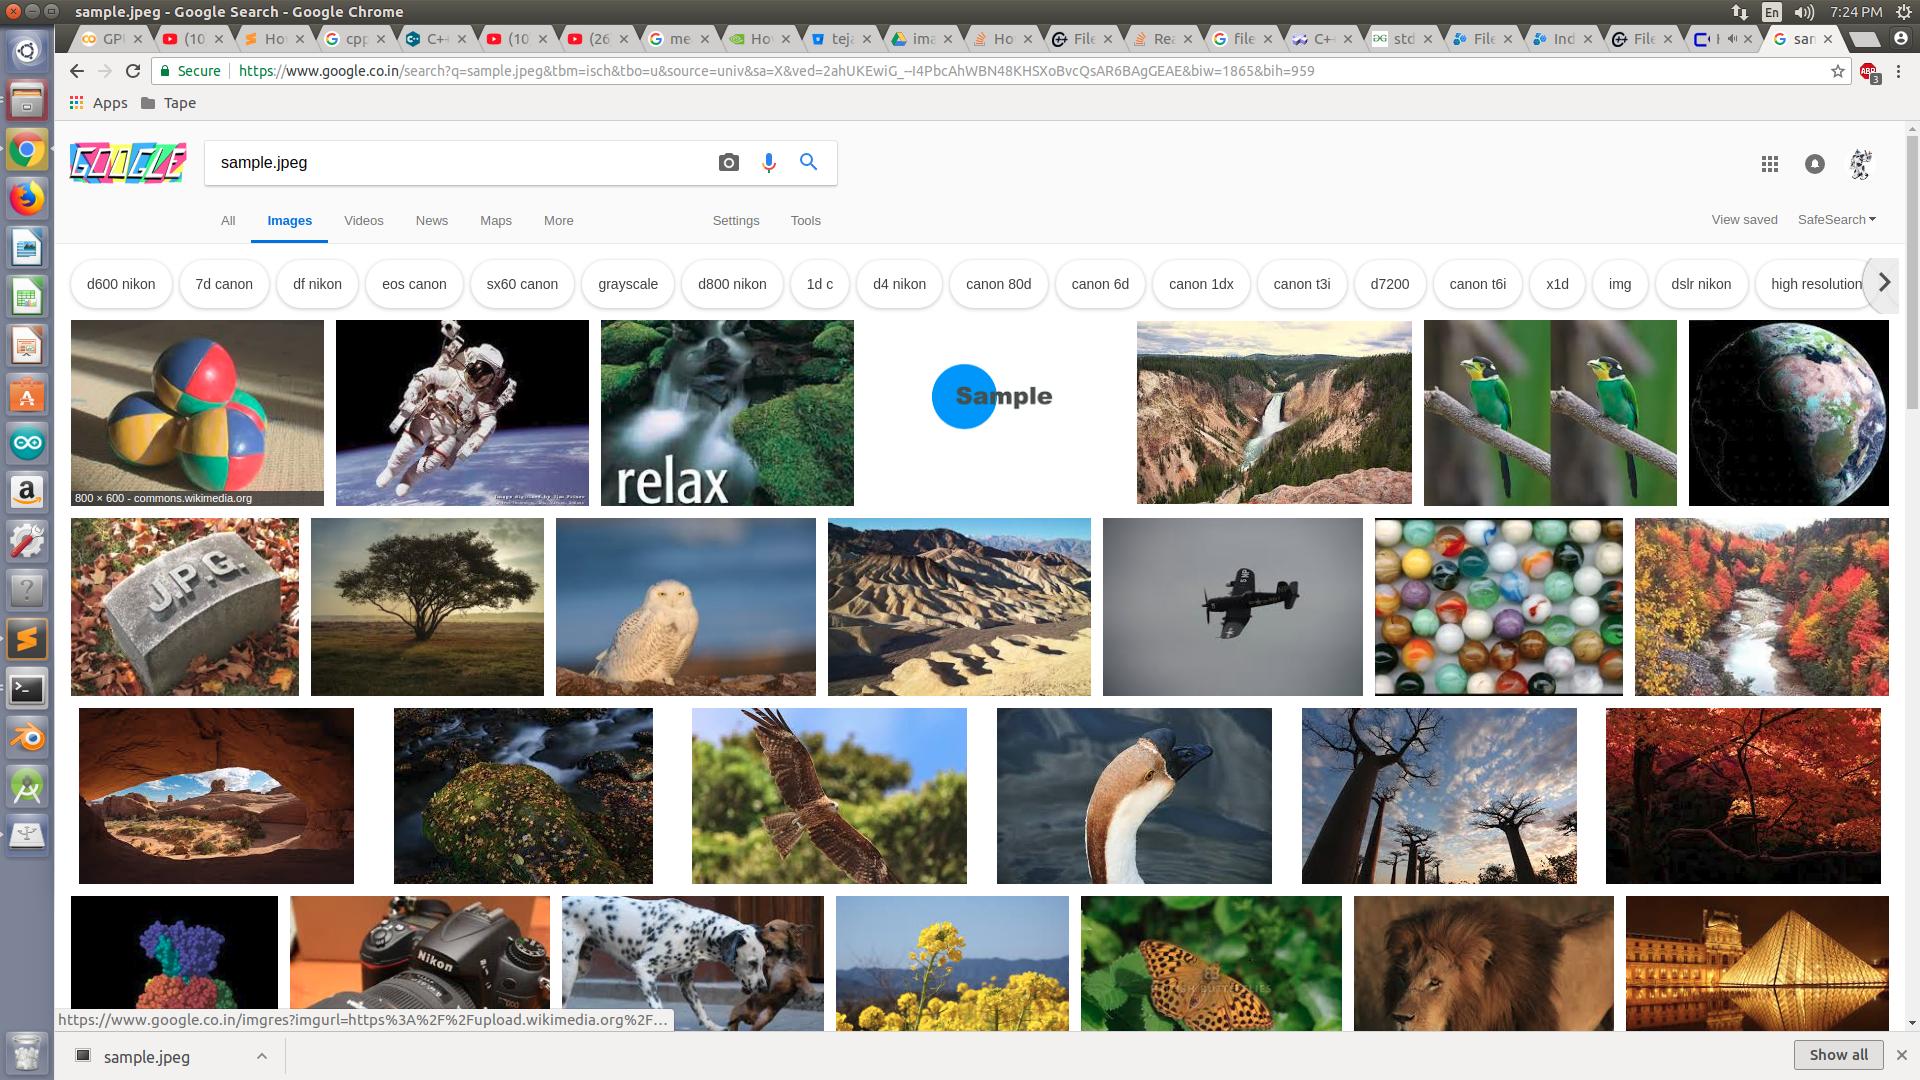 sample.jpeg - Google Search - Google Chrome
En 7:24 PM
GPU (10 Ho cpp C++ (10 (26 me Ho teja ima Ho File Rea file C++ std File Ind File sam
Secure https://www.google.co.in/search?q=sample.jpeg&tbm=isch&tbo=u&source=univ&sa=X&ved=2ahUKEwiG_–I4PbcAhWBN48KHSXoBvcQsAR6BAgGEAE&biw=1865&bih=959
ABP 3
Apps Tape
GOOGLE sample.jpeg
All Images Videos News Maps More Settings Tools View saved SafeSearch
d600 nikon 7d canon df nikon eos canon sx60 canon grayscale d800 nikon 1d c d4 nikon canon 80d canon 6d canon 1dx canon t3i d7200 canon t6i x1d img dslr nikon high resolution
Sample
relax
800 × 600 - commons.wikimedia.org
J.P.G.
Nikon
https://www.google.co.in/imgres?imgurl=https%3A%2F%2Fupload.wikimedia.org%2F…
sample.jpeg Show all